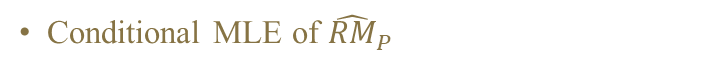 • Conditional MLE of $\widehat{RM}_P$